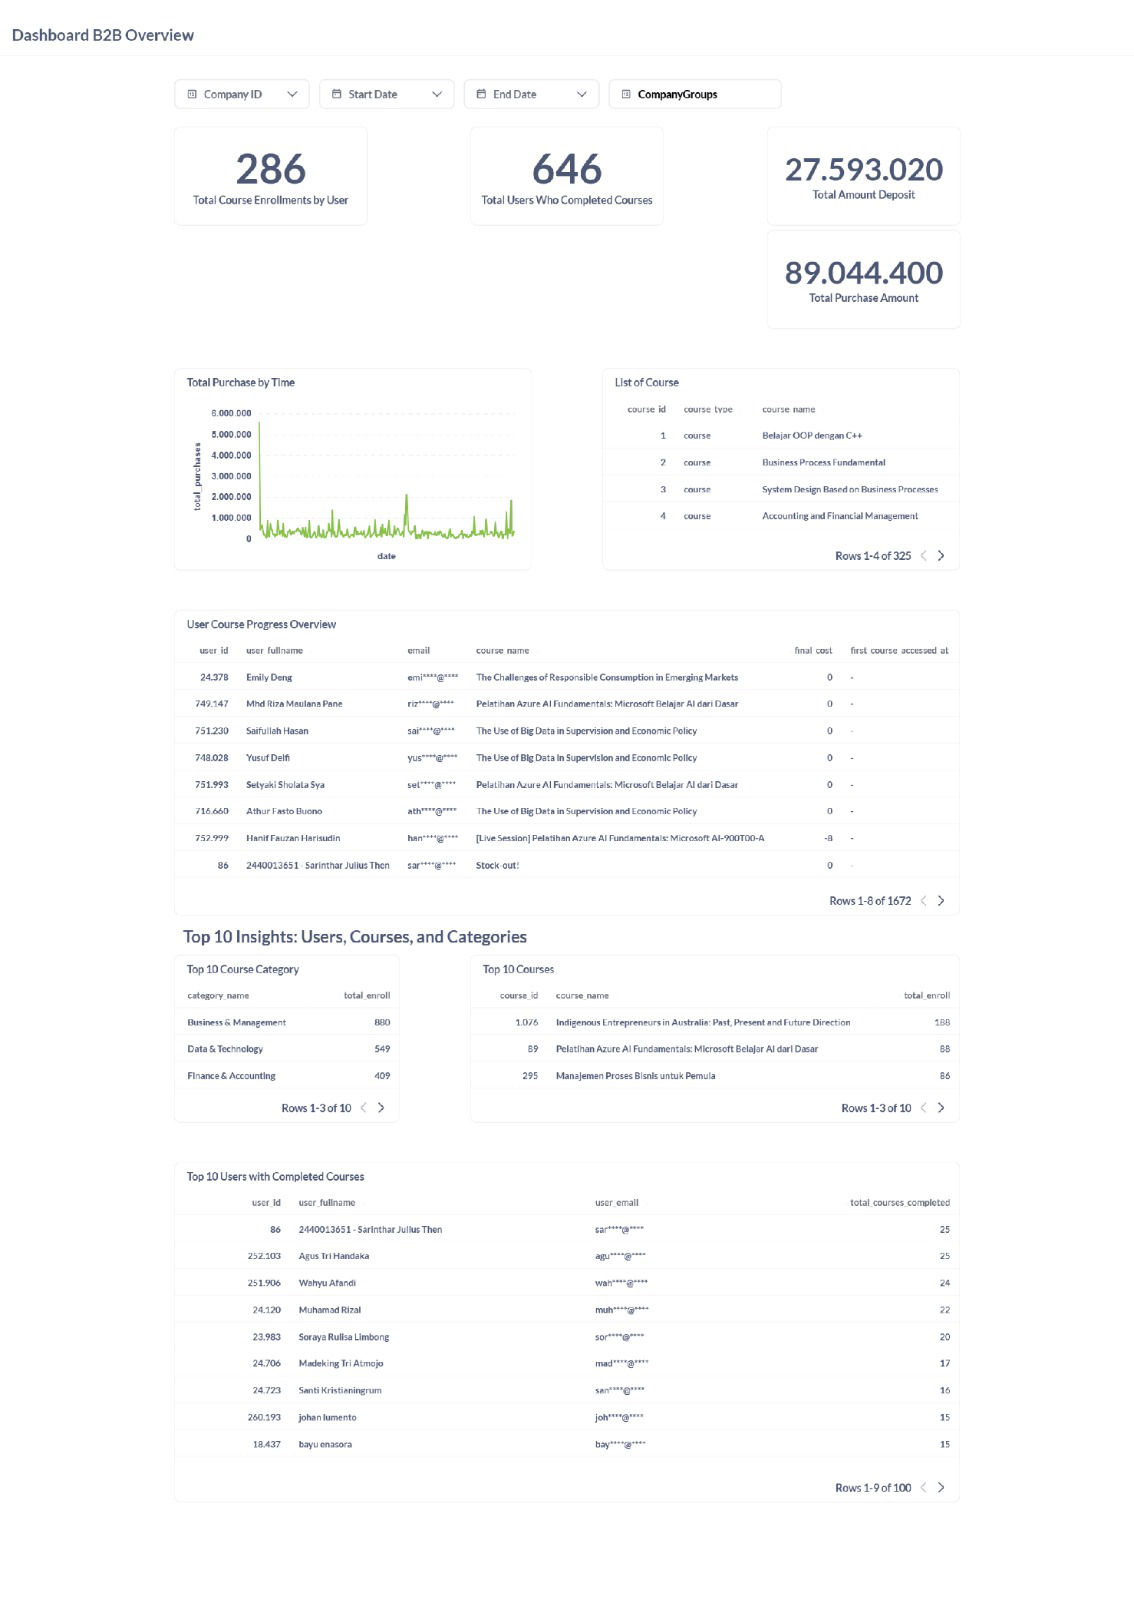 Dashboard B2B Overview
Company ID Start Date End Date CompanyGroups
286
Total Course Enrollments by User
646
Total Users Who Completed Courses
27.593.020
Total Amount Deposit
89.044.400
Total Purchase Amount
Total Purchase by Time
total_purchases
6.000.000
5.000.000
4.000.000
3.000.000
2.000.000
1.000.000
0
date
List of Course
course_id course_type course_name
1 course Belajar OOP dengan C++
2 course Business Process Fundamental
3 course System Design Based on Business Processes
4 course Accounting and Financial Management
Rows 1-4 of 325
User Course Progress Overview
user_id user_fullname email course_name final_cost first_course_accessed_at
24.378 Emily Deng emi****@**** The Challenges of Responsible Consumption in Emerging Markets 0 -
749.147 Mhd Riza Maulana Pane riz****@**** Pelatihan Azure AI Fundamentals: Microsoft Belajar AI dari Dasar 0 -
751.230 Saifullah Hasan sai****@**** The Use of Big Data in Supervision and Economic Policy 0 -
748.028 Yusuf Delfi yus****@**** The Use of Big Data in Supervision and Economic Policy 0 -
751.993 Setyaki Sholata Sya set****@**** Pelatihan Azure AI Fundamentals: Microsoft Belajar AI dari Dasar 0 -
716.660 Athur Fasto Buono ath****@**** The Use of Big Data in Supervision and Economic Policy 0 -
752.999 Hanif Fauzan Harisudin han****@**** [Live Session] Pelatihan Azure AI Fundamentals: Microsoft AI-900T00-A -8 -
86 2440013651 - Sarinthar Julius Then sar****@**** Stock-out! 0 -
Rows 1-8 of 1672
Top 10 Insights: Users, Courses, and Categories
Top 10 Course Category
category_name total_enroll
Business & Management 880
Data & Technology 549
Finance & Accounting 409
Rows 1-3 of 10
Top 10 Courses
course_id course_name total_enroll
1.076 Indigenous Entrepreneurs in Australia: Past, Present and Future Direction 188
89 Pelatihan Azure AI Fundamentals: Microsoft Belajar AI dari Dasar 88
295 Manajemen Proses Bisnis untuk Pemula 86
Rows 1-3 of 10
Top 10 Users with Completed Courses
user_id user_fullname user_email total_courses_completed
86 2440013651 - Sarinthar Julius Then sar****@**** 25
252.103 Agus Tri Handaka agu****@**** 25
251.906 Wahyu Afandi wah****@**** 24
24.120 Muhamad Rizal muh****@**** 22
23.983 Soraya Rulisa Limbong sor****@**** 20
24.706 Madeking Tri Atmojo mad****@**** 17
24.723 Santi Kristianingrum san****@**** 16
260.193 johan lumento joh****@**** 15
18.437 bayu enasora bay****@**** 15
Rows 1-9 of 100